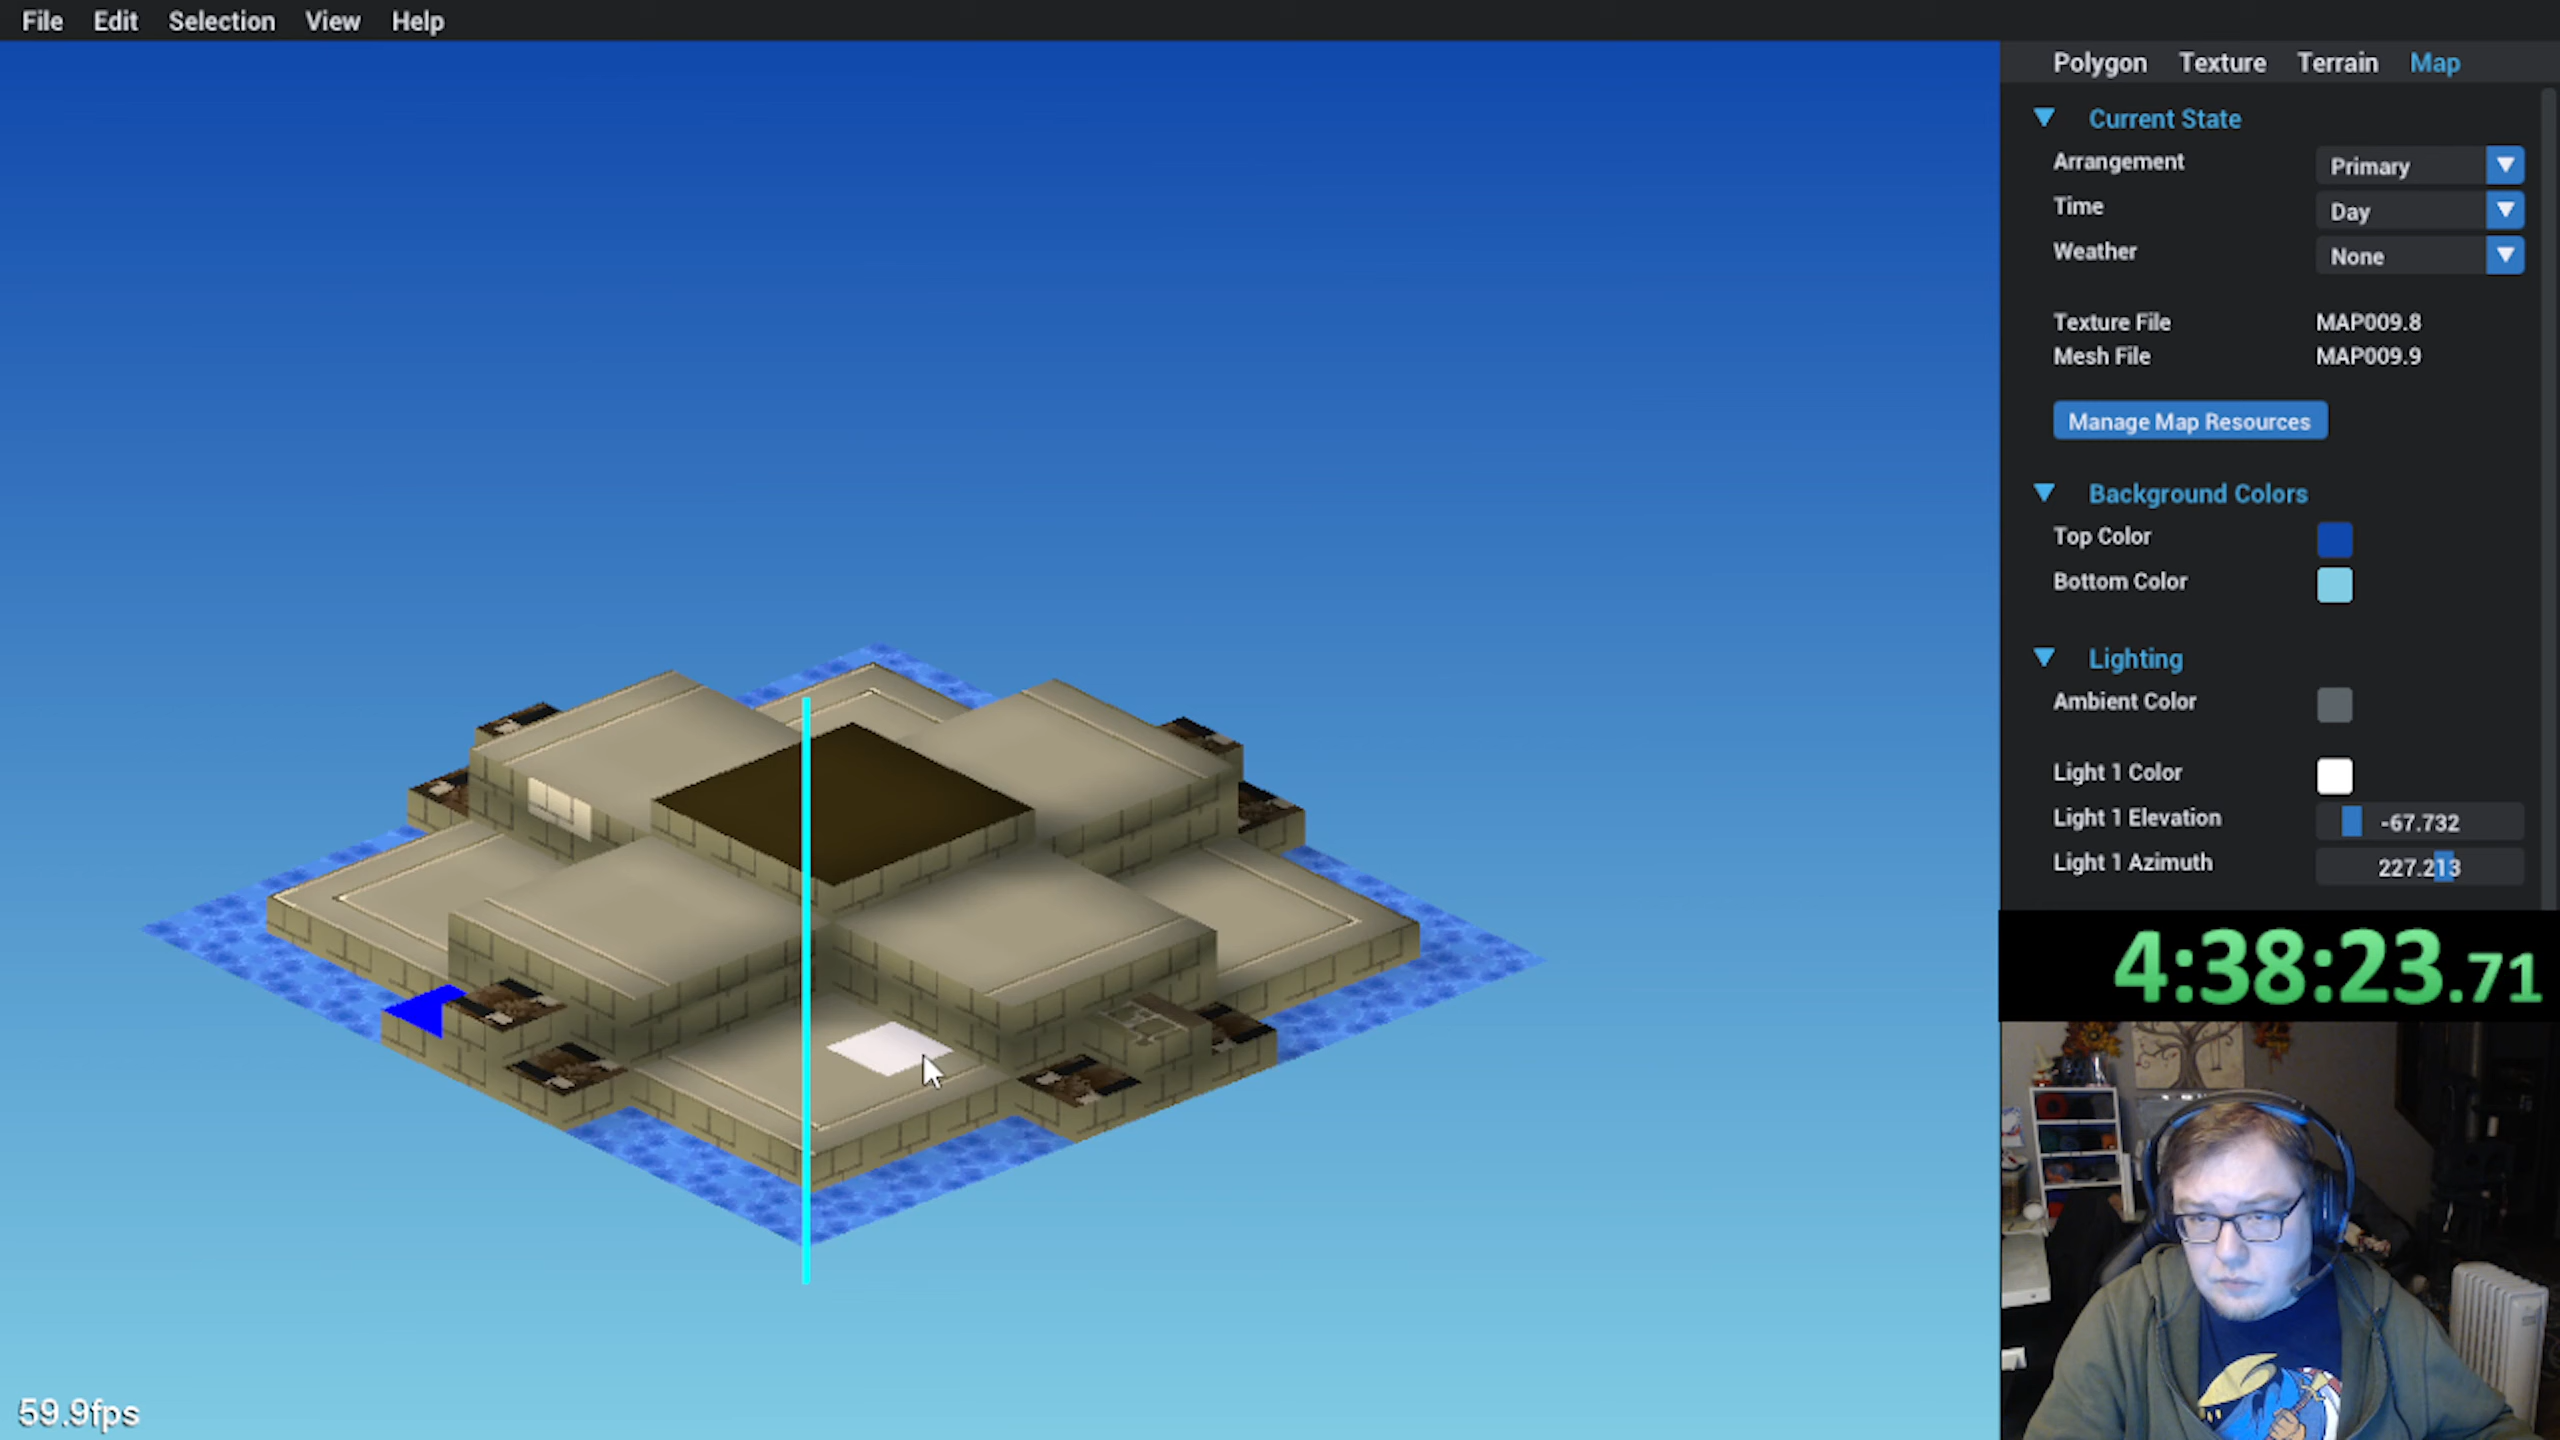 File Edit Selection View Help
Polygon Texture Terrain Map
Current State
Arrangement Primary
Time Day
Weather None
Texture File MAP009.8
Mesh File MAP009.9
Manage Map Resources
Background Colors
Top Color
Bottom Color
Lighting
Ambient Color
Light 1 Color
Light 1 Elevation -67.732
Light 1 Azimuth 227.213
4:38:23.71
59.9fps